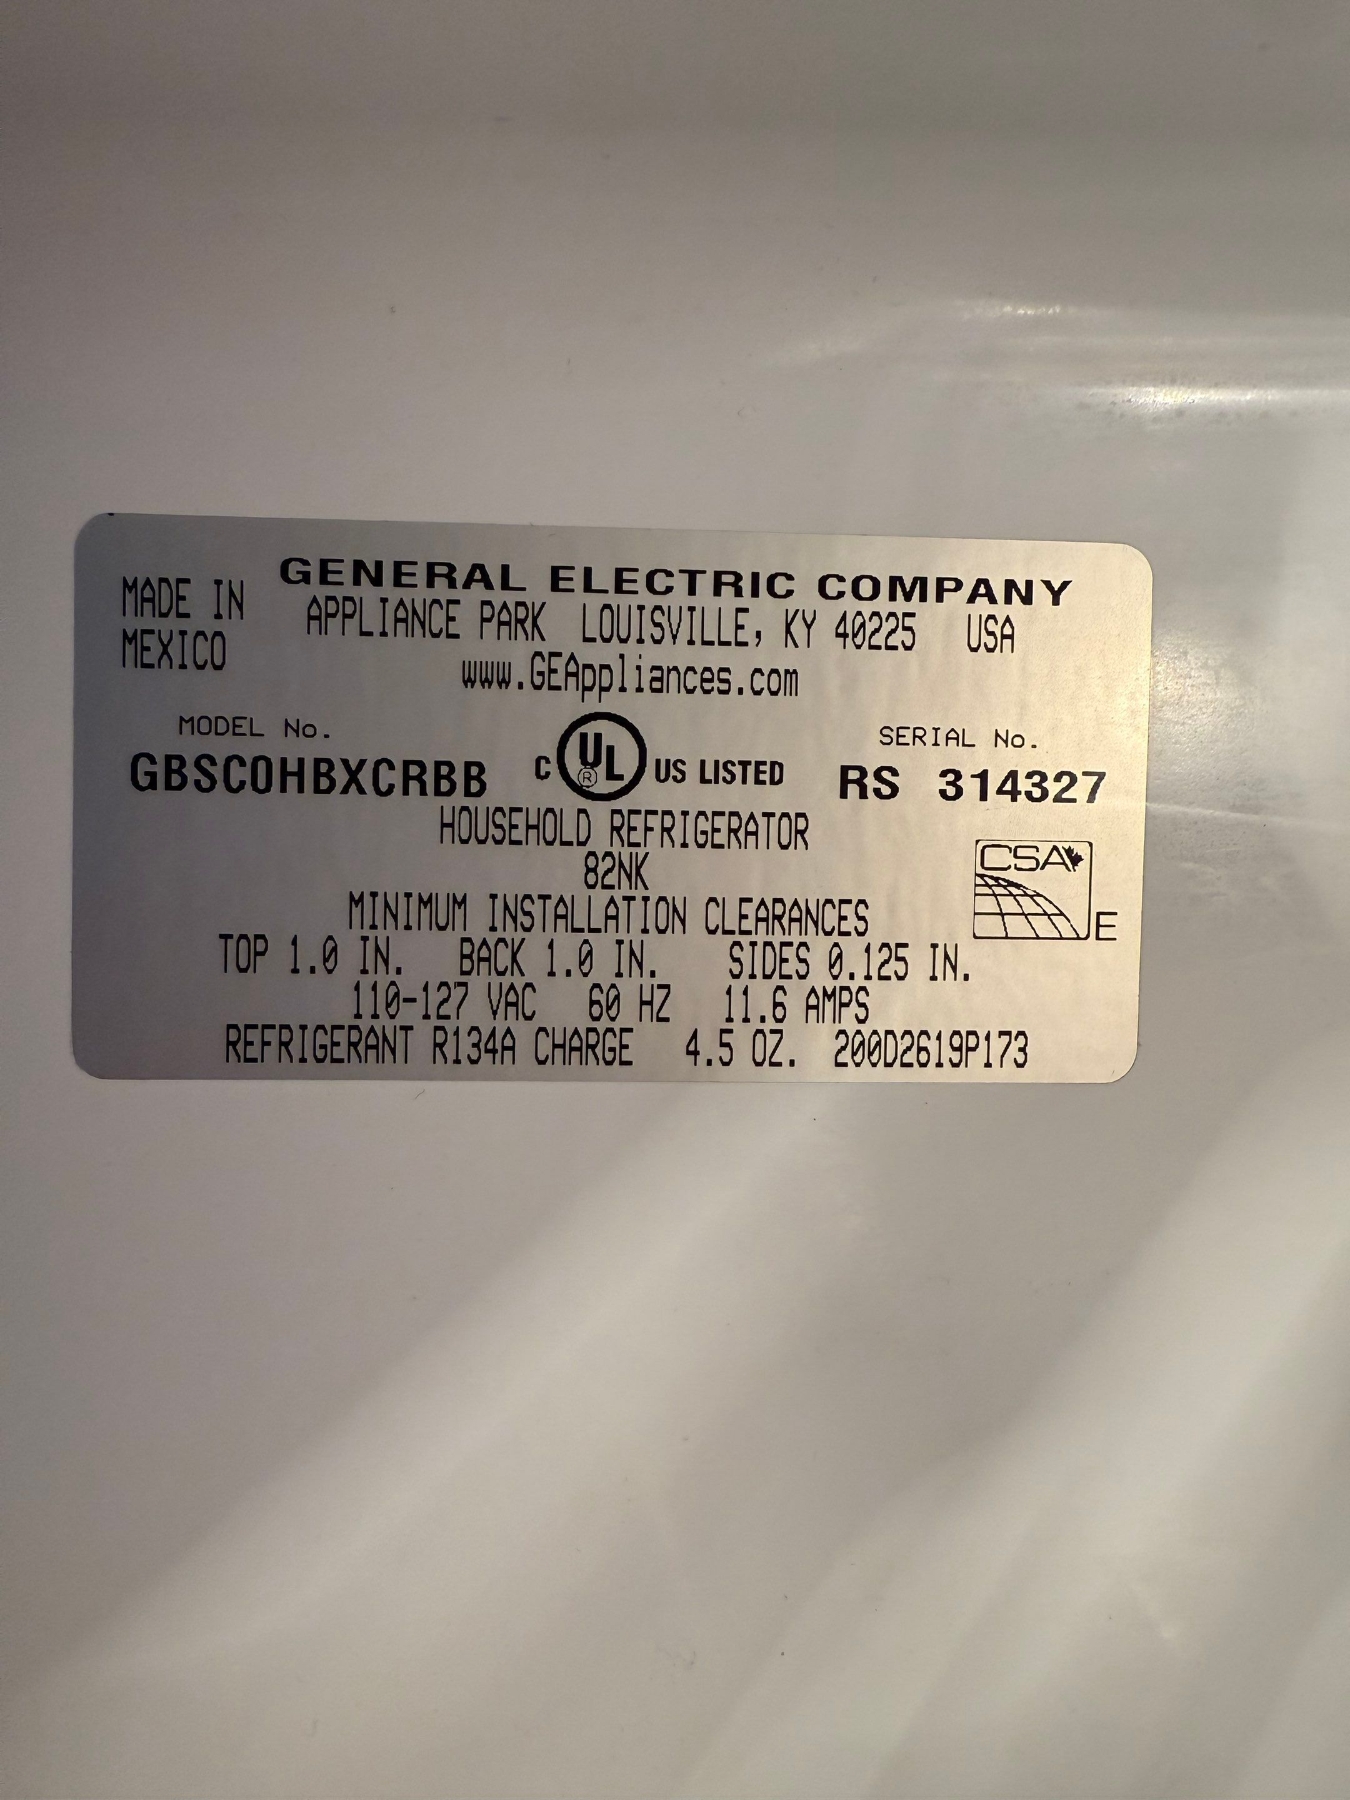 GENERAL ELECTRIC COMPANY
MADE IN
MEXICO
APPLIANCE PARK LOUISVILLE, KY 40225 USA
www.GEAppliances.com
MODEL No.
GBSC0HBXCRBB
C UL ® US LISTED
SERIAL No.
RS 314327
HOUSEHOLD REFRIGERATOR
82NK
CSA
E
MINIMUM INSTALLATION CLEARANCES
TOP 1.0 IN. BACK 1.0 IN. SIDES 0.125 IN.
110-127 VAC 60 HZ 11.6 AMPS
REFRIGERANT R134A CHARGE 4.5 OZ. 200D2619P173